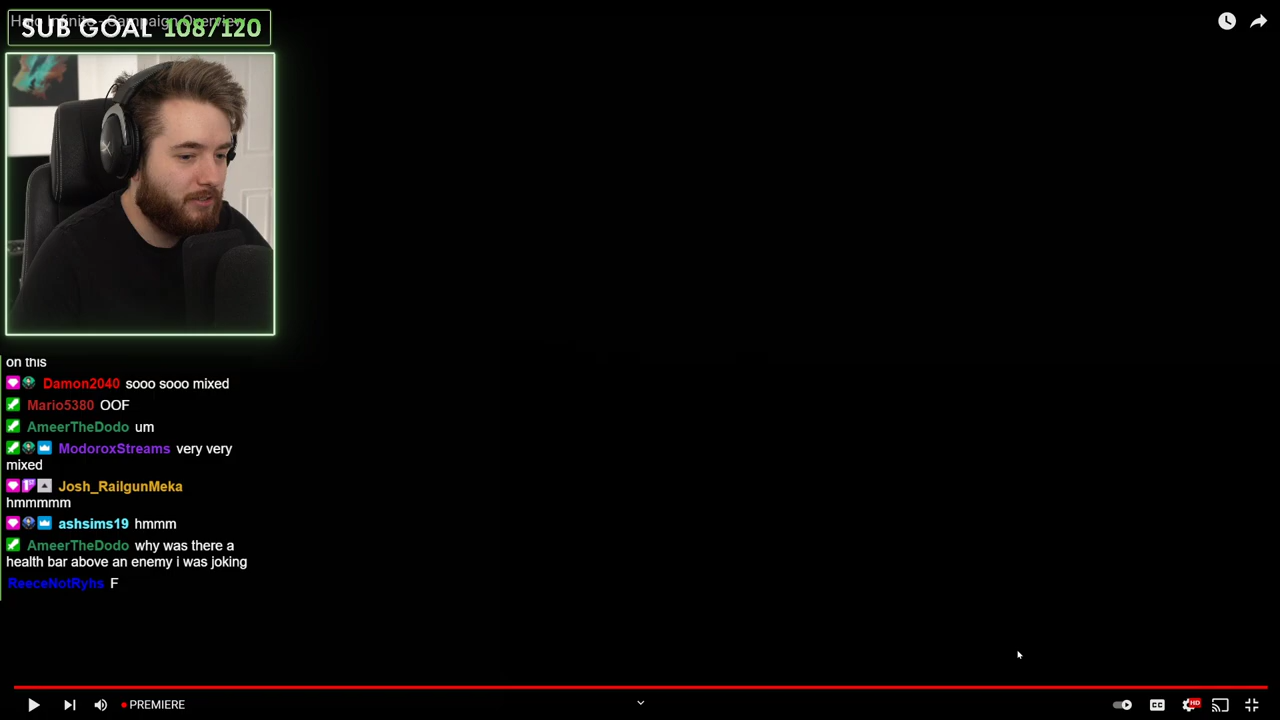 Halo Infinite - Campaign Overview
SUB GOAL 108/120
on this
Damon2040 sooo sooo mixed
Mario5380 OOF
AmeerTheDodo um
ModoroxStreams very very
mixed
Josh_RailgunMeka
hmmmmm
ashsims19 hmmm
AmeerTheDodo why was there a
health bar above an enemy i was joking
ReeceNotRyhs F
PREMIERE
CC
HD